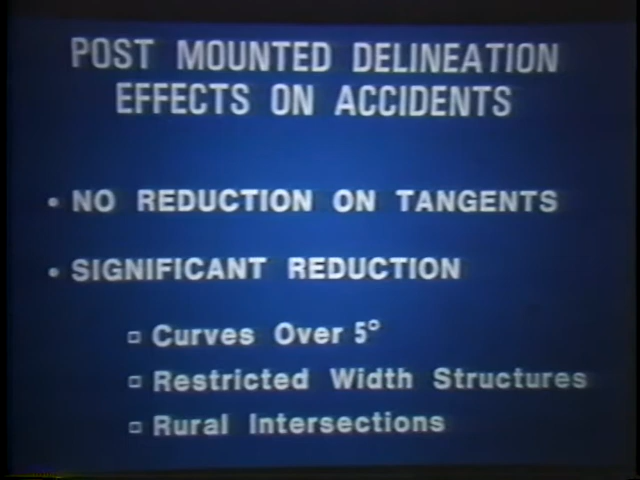 POST MOUNTED DELINEATION
EFFECTS ON ACCIDENTS
• NO REDUCTION ON TANGENTS
• SIGNIFICANT REDUCTION
▫ Curves Over 5°
▫ Restricted Width Structures
▫ Rural Intersections